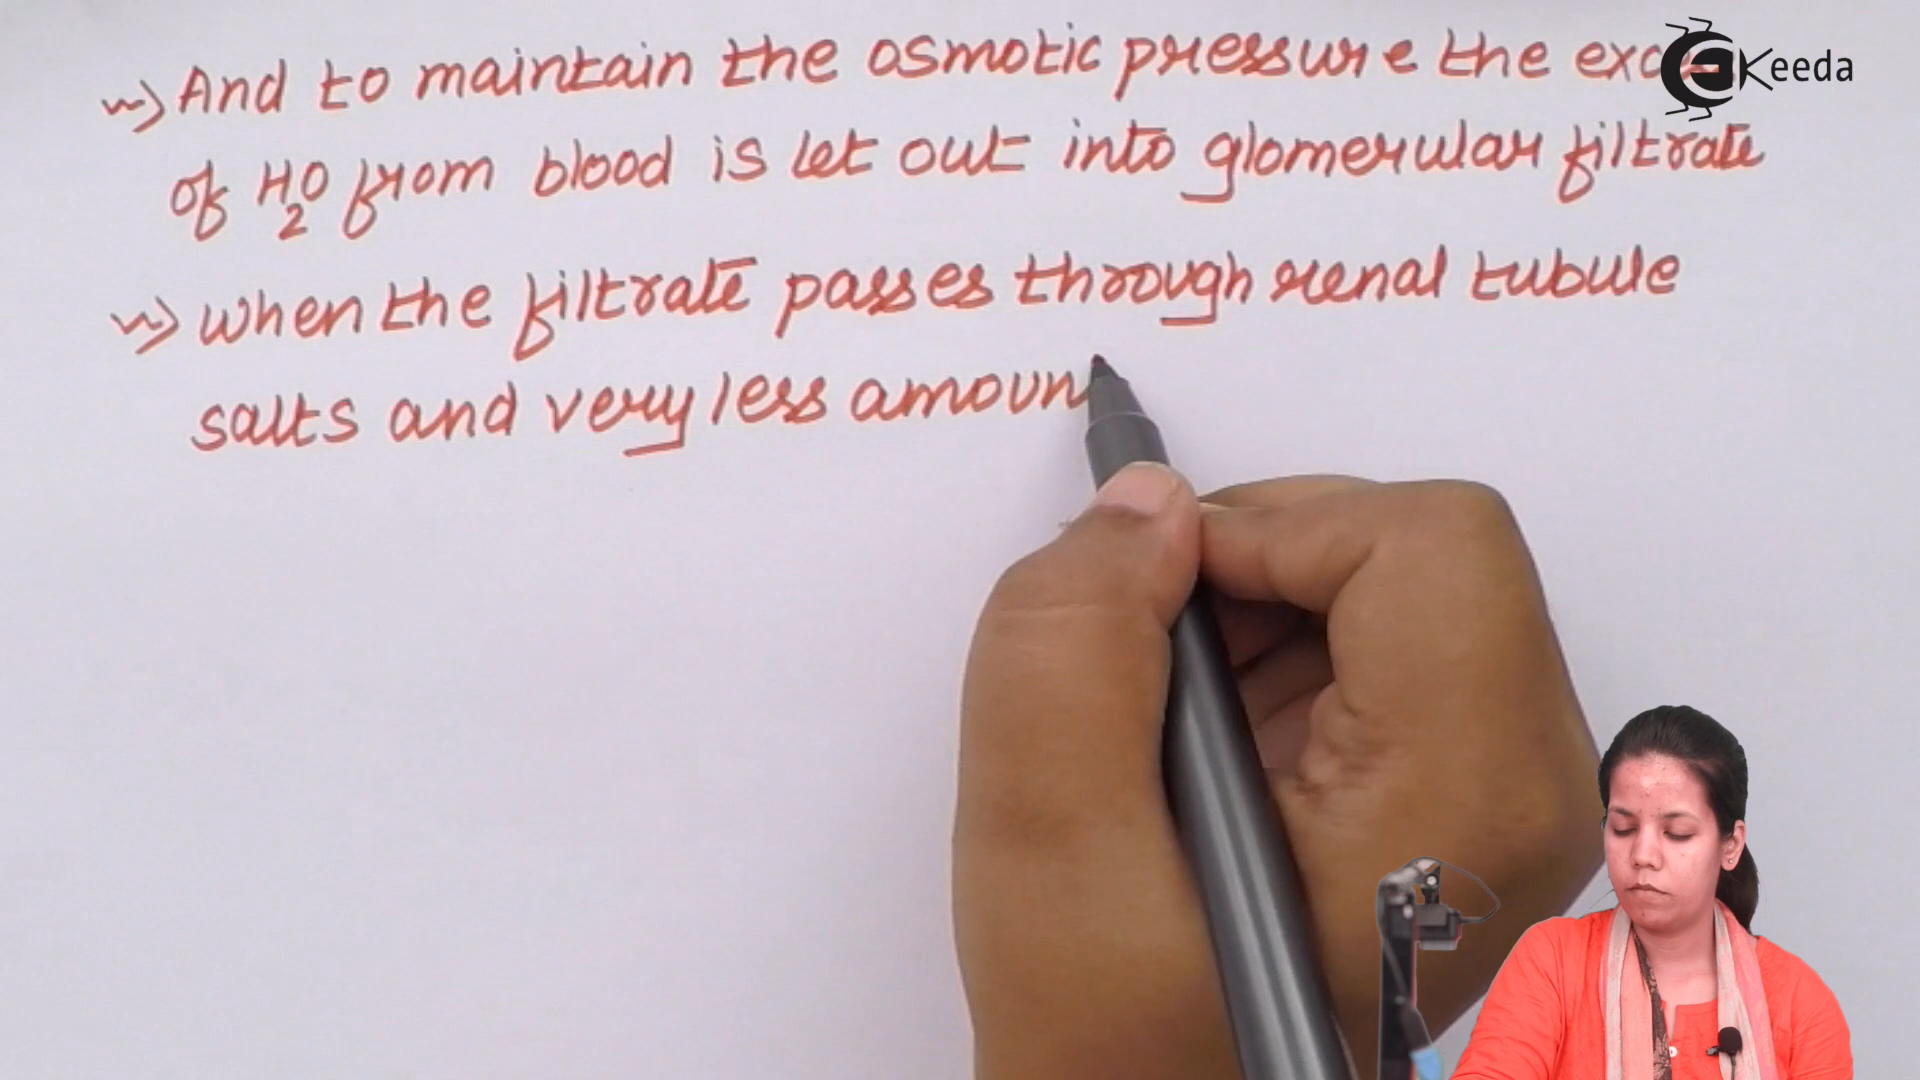 And to maintain the osmotic pressure the
of H2O from blood is let out into glomerular filtrate
when the filtrate passes through renal tubule
salts and very less amoun
Keeda